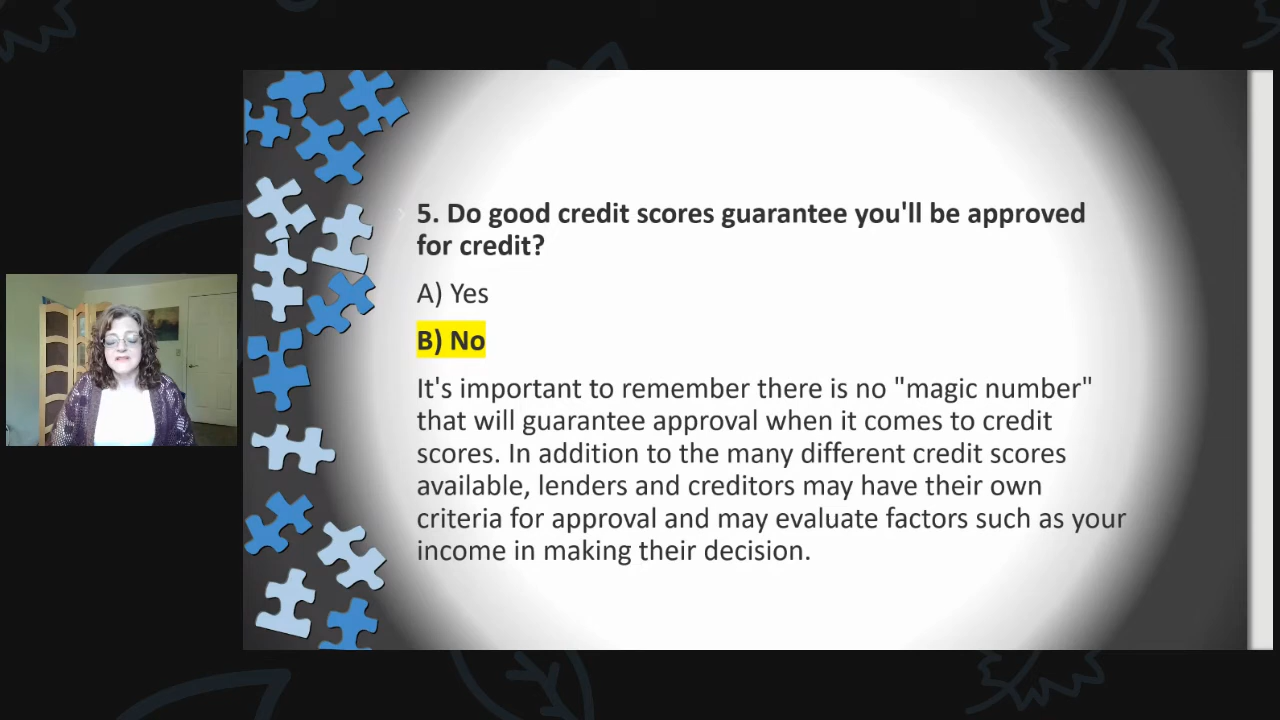 5. Do good credit scores guarantee you'll be approved
for credit?
A) Yes
B) No
It's important to remember there is no "magic number"
that will guarantee approval when it comes to credit
scores. In addition to the many different credit scores
available, lenders and creditors may have their own
criteria for approval and may evaluate factors such as your
income in making their decision.